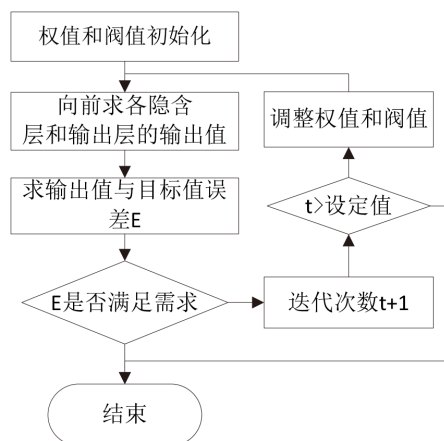 权值和阀值初始化
向前求各隐含
层和输出层的输出值
求输出值与目标值误
差E
E是否满足需求
结束
调整权值和阀值
t>设定值
迭代次数t+1